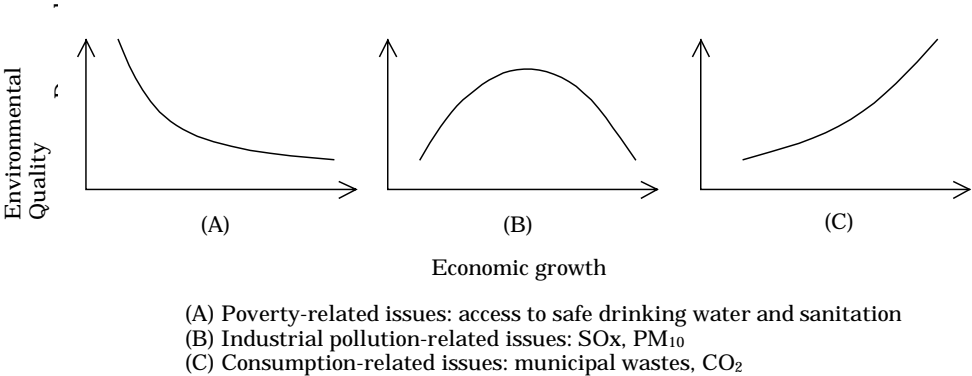 Environmental
Quality
(A)
(B)
(C)
Economic growth
(A) Poverty-related issues: access to safe drinking water and sanitation
(B) Industrial pollution-related issues: SOx, PM₁₀
(C) Consumption-related issues: municipal wastes, CO₂